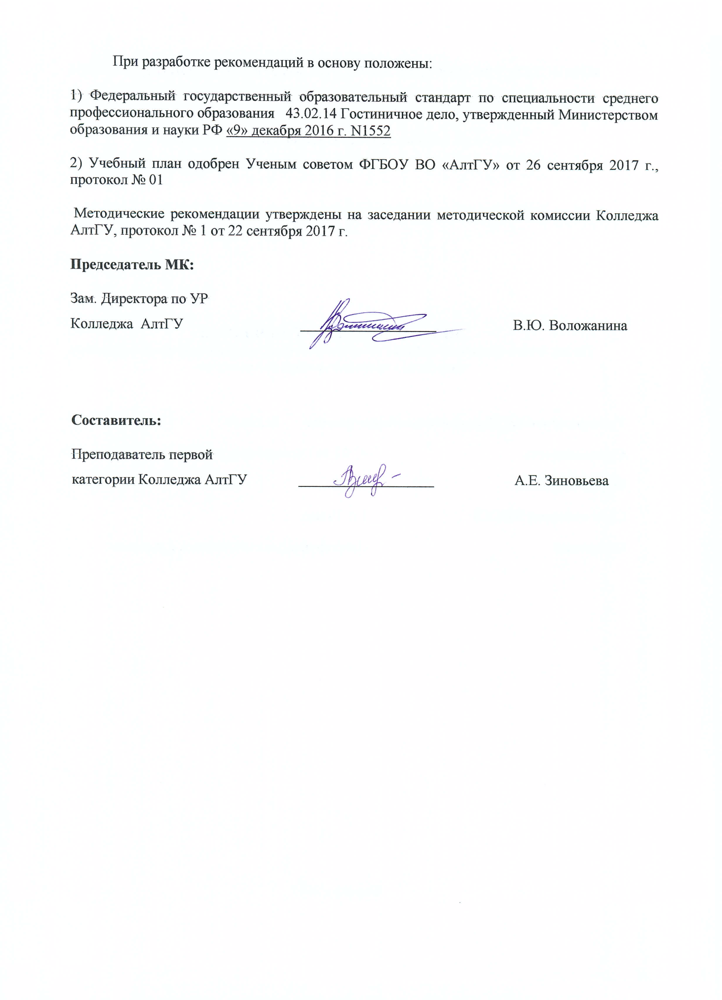 При разработке рекомендаций в основу положены:
1) Федеральный государственный образовательный стандарт по специальности среднего
профессионального образования 43.02.14 Гостиничное дело, утвержденный Министерством
образования и науки РФ «9» декабря 2016 г. N1552
2) Учебный план одобрен Ученым советом ФГБОУ ВО «АлтГУ» от 26 сентября 2017 г.,
протокол № 01
Методические рекомендации утверждены на заседании методической комиссии Колледжа
АлтГУ, протокол № 1 от 22 сентября 2017 г.
Председатель МК:
Зам. Директора по УР
Колледжа АлтГУ В.Ю. Воложанина
Составитель:
Преподаватель первой
категории Колледжа АлтГУ А.Е. Зиновьева